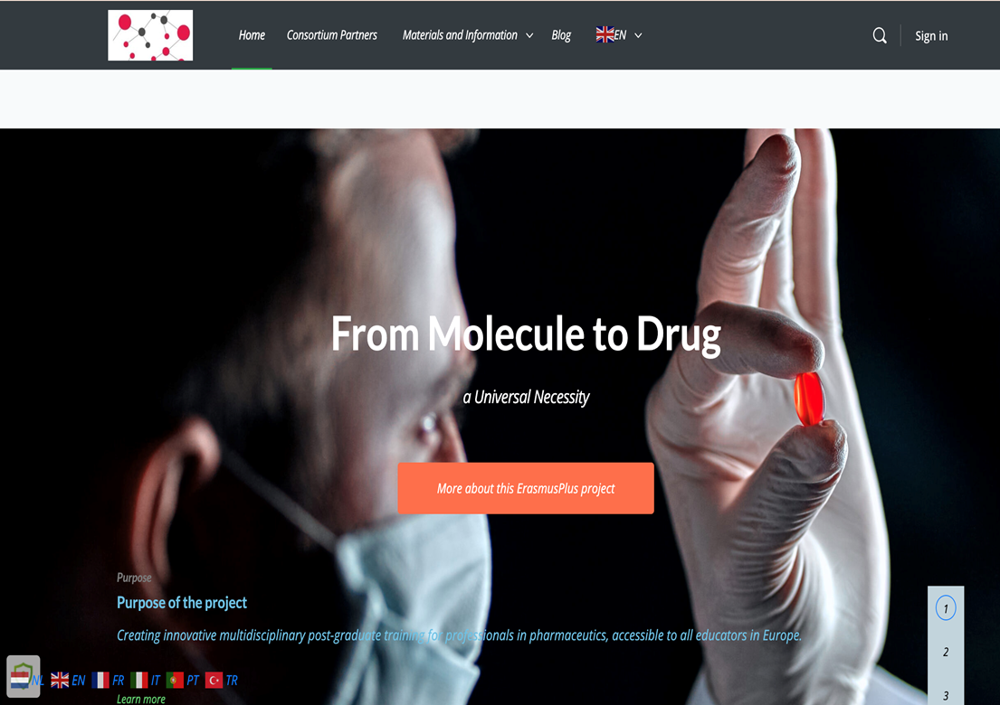 Home Consortium Partners Materials and Information Blog EN Sign in
From Molecule to Drug
a Universal Necessity
More about this ErasmusPlus project
Purpose
Purpose of the project
Creating innovative multidisciplinary post-graduate training for professionals in pharmaceutics, accessible to all educators in Europe.
1
2
NL EN FR IT PT TR
3
Learn more